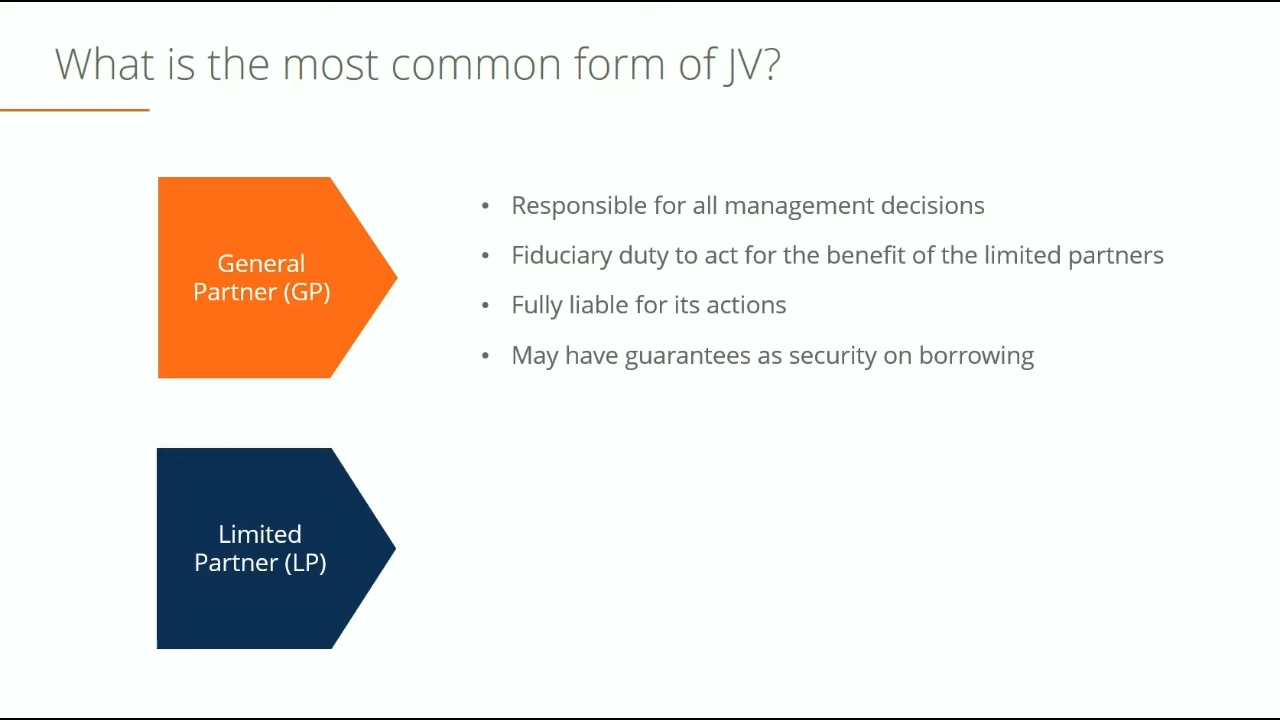 What is the most common form of JV?
General
Partner (GP)
• Responsible for all management decisions
• Fiduciary duty to act for the benefit of the limited partners
• Fully liable for its actions
• May have guarantees as security on borrowing
Limited
Partner (LP)